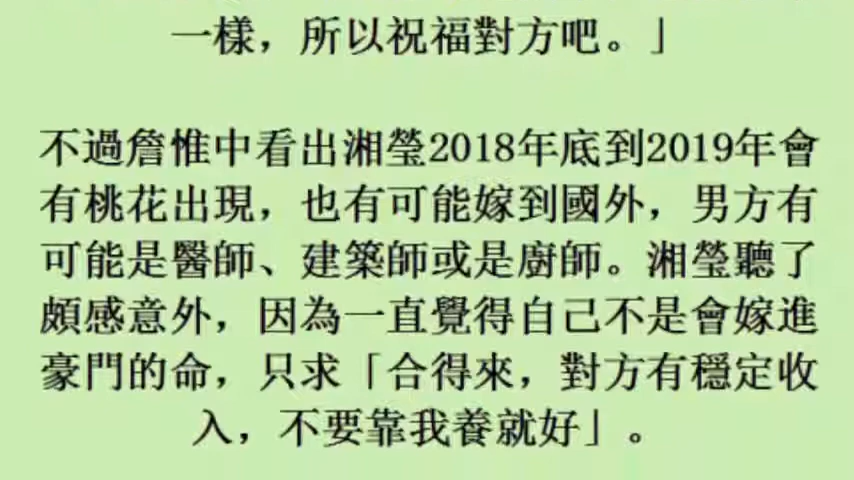 一樣，所以祝福對方吧。」
不過詹惟中看出湘瑩2018年底到2019年會
有桃花出現，也有可能嫁到國外，男方有
可能是醫師、建築師或是廚師。湘瑩聽了
頗感意外，因為一直覺得自己不是會嫁進
豪門的命，只求「合得來，對方有穩定收
入，不要靠我養就好」。